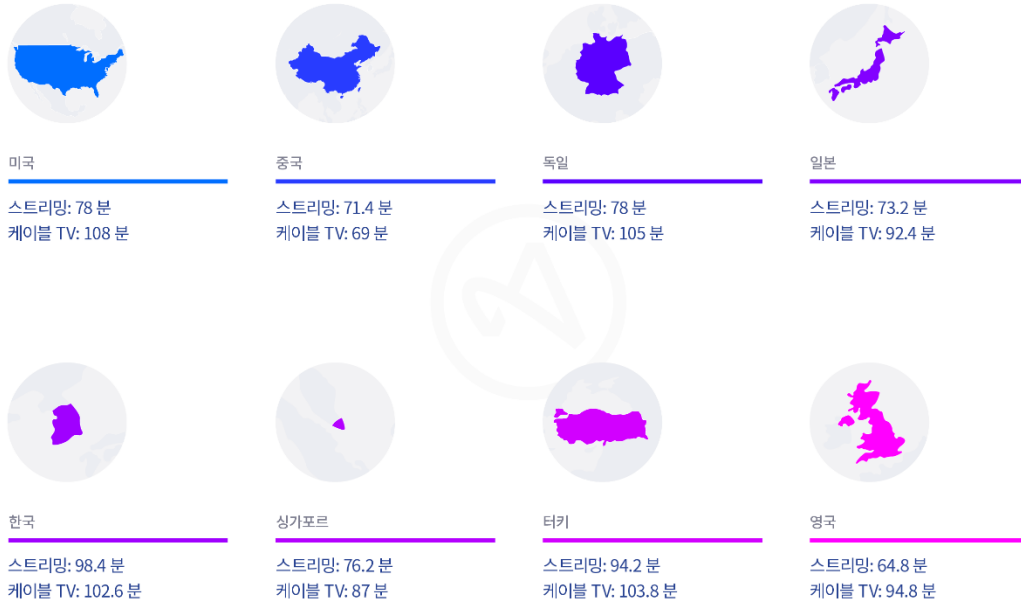 미국
스트리밍: 78 분
케이블 TV: 108 분
중국
스트리밍: 71.4 분
케이블 TV: 69 분
독일
스트리밍: 78 분
케이블 TV: 105 분
일본
스트리밍: 73.2 분
케이블 TV: 92.4 분
한국
스트리밍: 98.4 분
케이블 TV: 102.6 분
싱가포르
스트리밍: 76.2 분
케이블 TV: 87 분
터키
스트리밍: 94.2 분
케이블 TV: 103.8 분
영국
스트리밍: 64.8 분
케이블 TV: 94.8 분